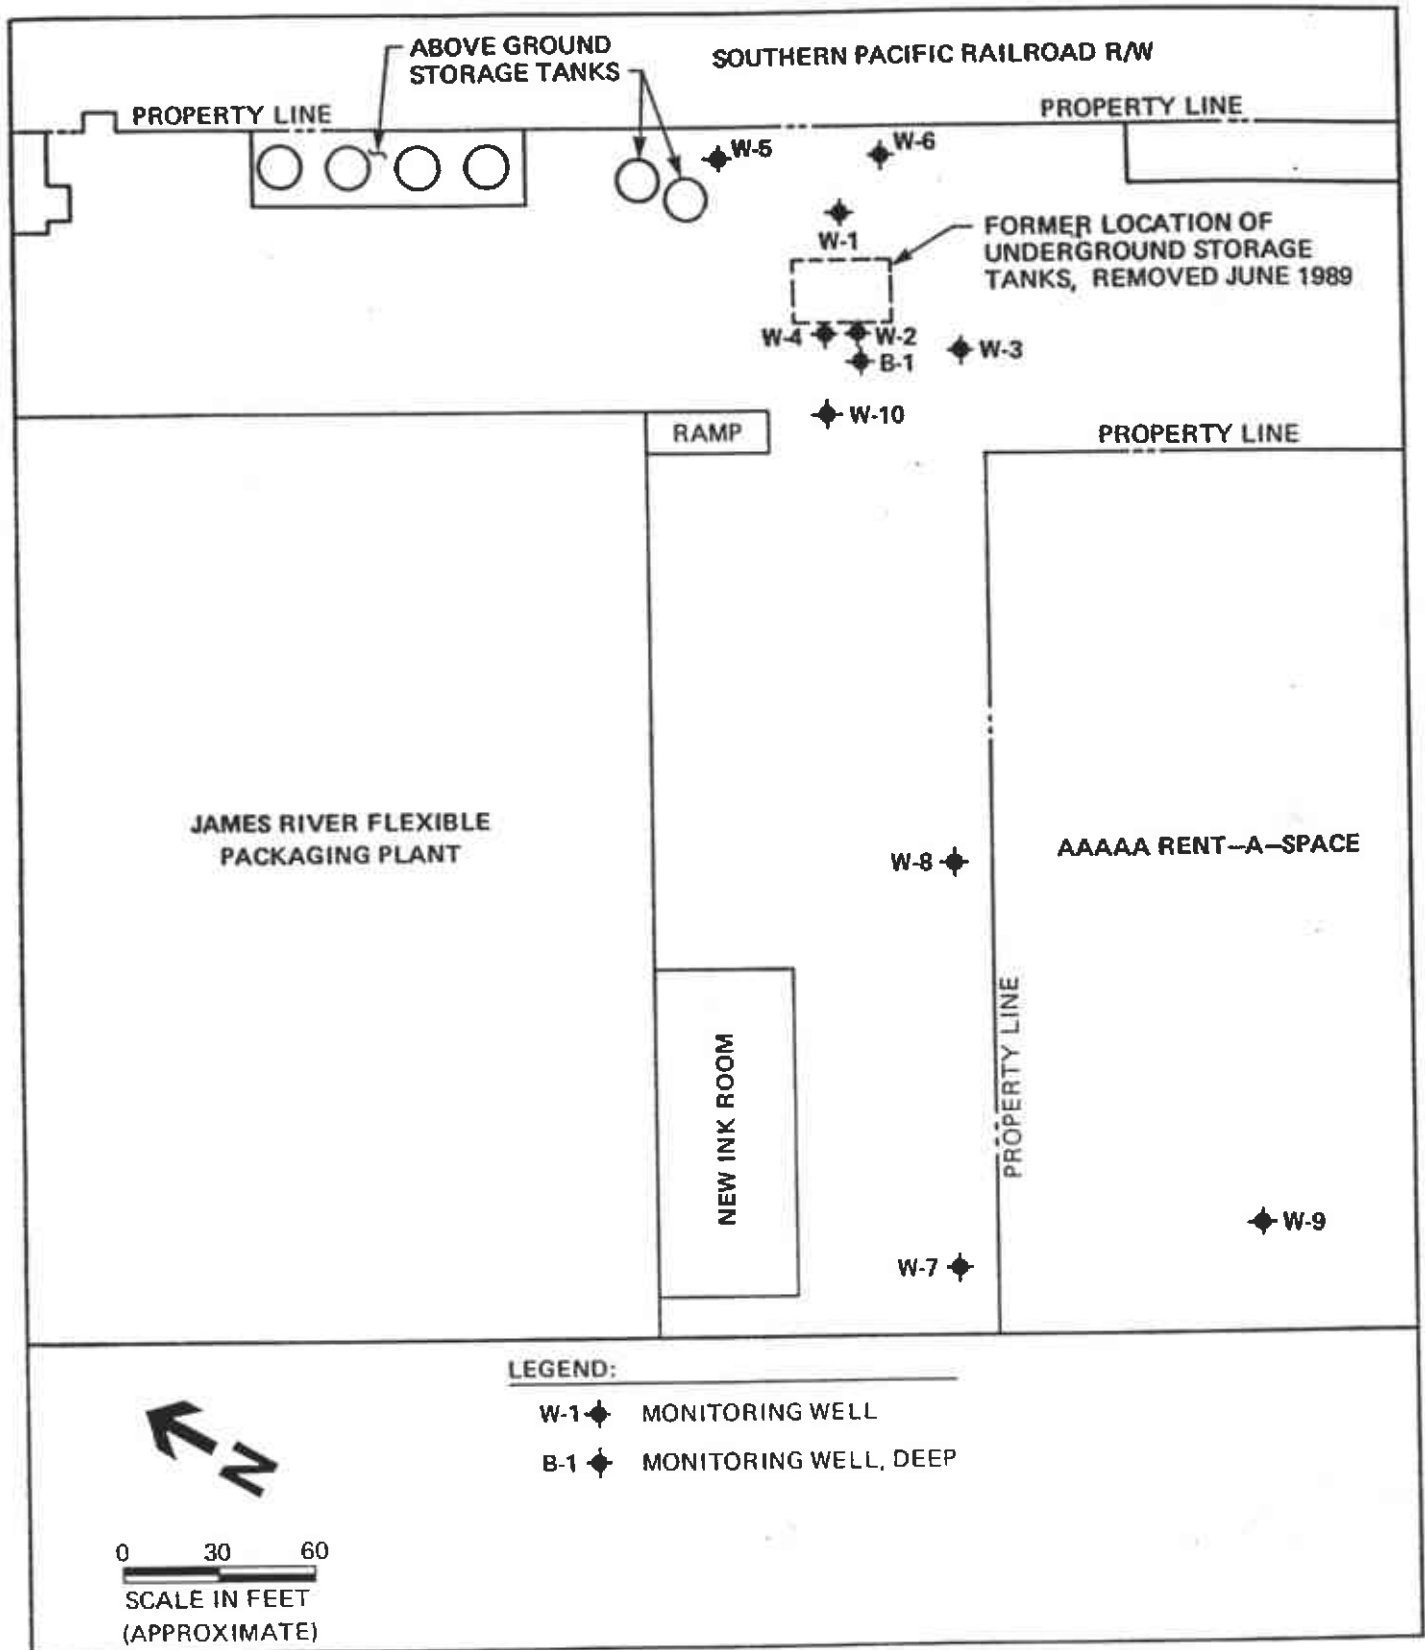 ABOVE GROUND
STORAGE TANKS
SOUTHERN PACIFIC RAILROAD R/W
PROPERTY LINE
PROPERTY LINE
W-5
W-6
W-1
FORMER LOCATION OF
UNDERGROUND STORAGE
TANKS, REMOVED JUNE 1989
W-4
W-2
W-3
B-1
W-10
RAMP
PROPERTY LINE
JAMES RIVER FLEXIBLE
PACKAGING PLANT
W-8
AAAAA RENT–A–SPACE
PROPERTY LINE
NEW INK ROOM
W-9
W-7
LEGEND:
W-1 MONITORING WELL
B-1 MONITORING WELL, DEEP
N
0 30 60
SCALE IN FEET
(APPROXIMATE)